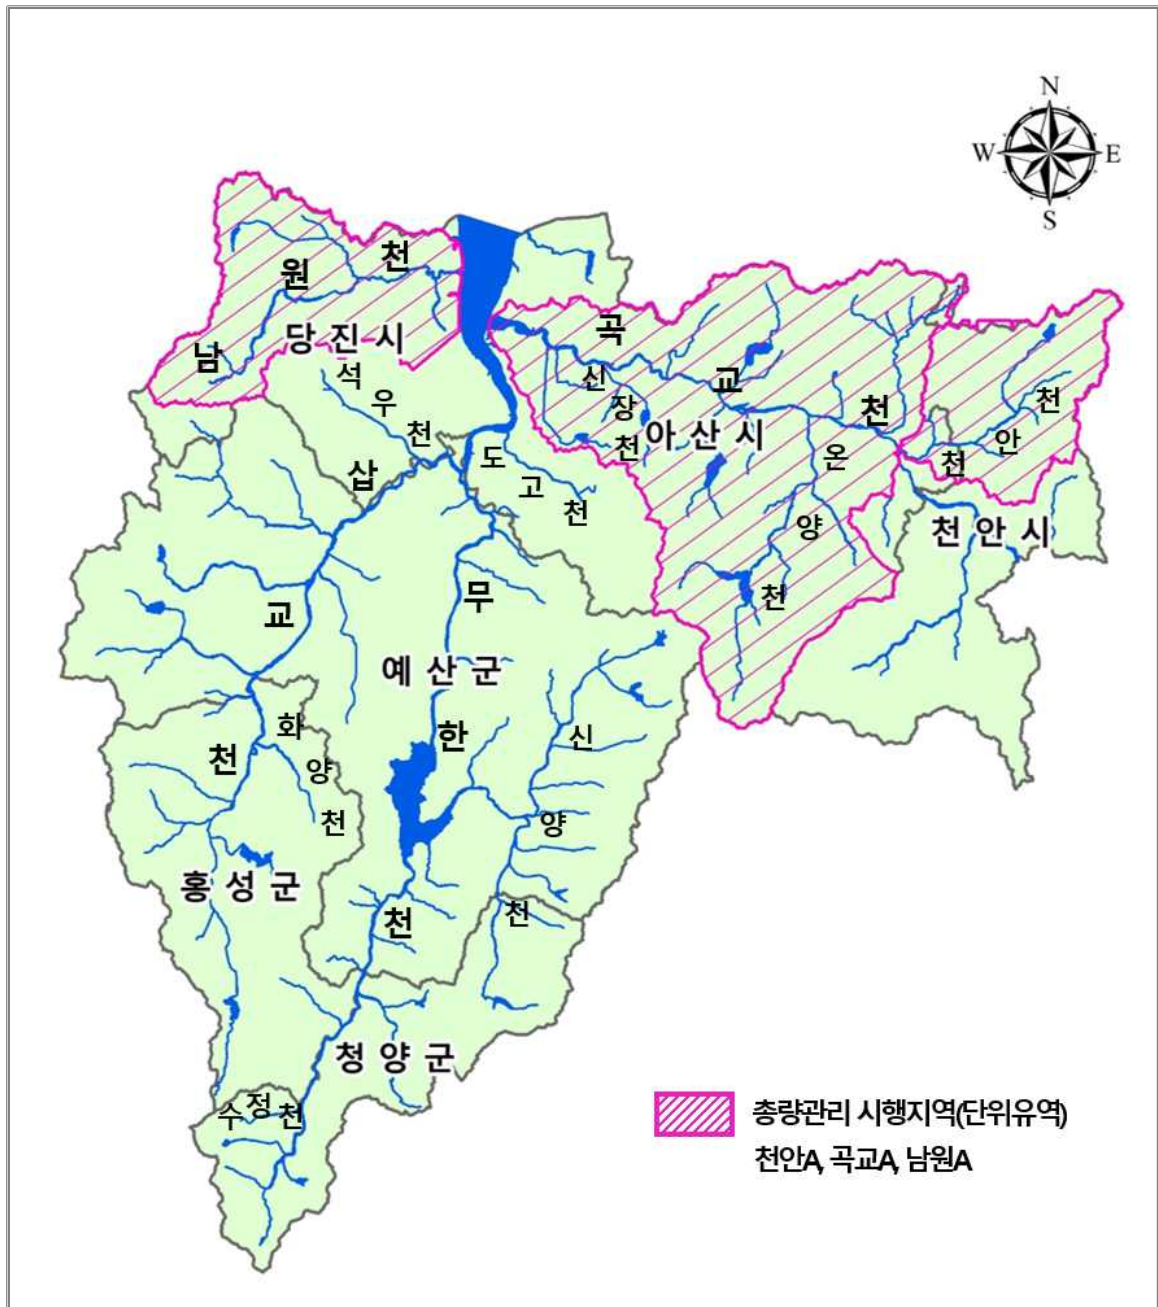 N
W E
S
남원천
당진시
석우천
곡교천
신장천
아산시
온양천
천안천
천안시
삽교천
도고천
무한천
예산군
화양천
신양천
홍성군
청양군
수정천
총량관리 시행지역(단위유역)
천안A, 곡교A, 남원A